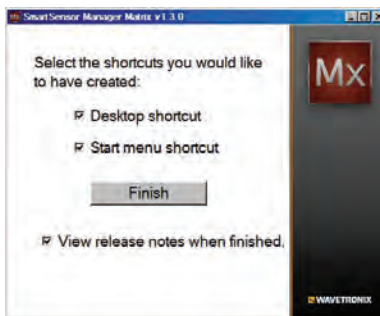 SmartSensor Manager Matrix v1.3.0
Select the shortcuts you would like
to have created:
Desktop shortcut
Start menu shortcut
Finish
View release notes when finished.
Mx
WAVETRONIX